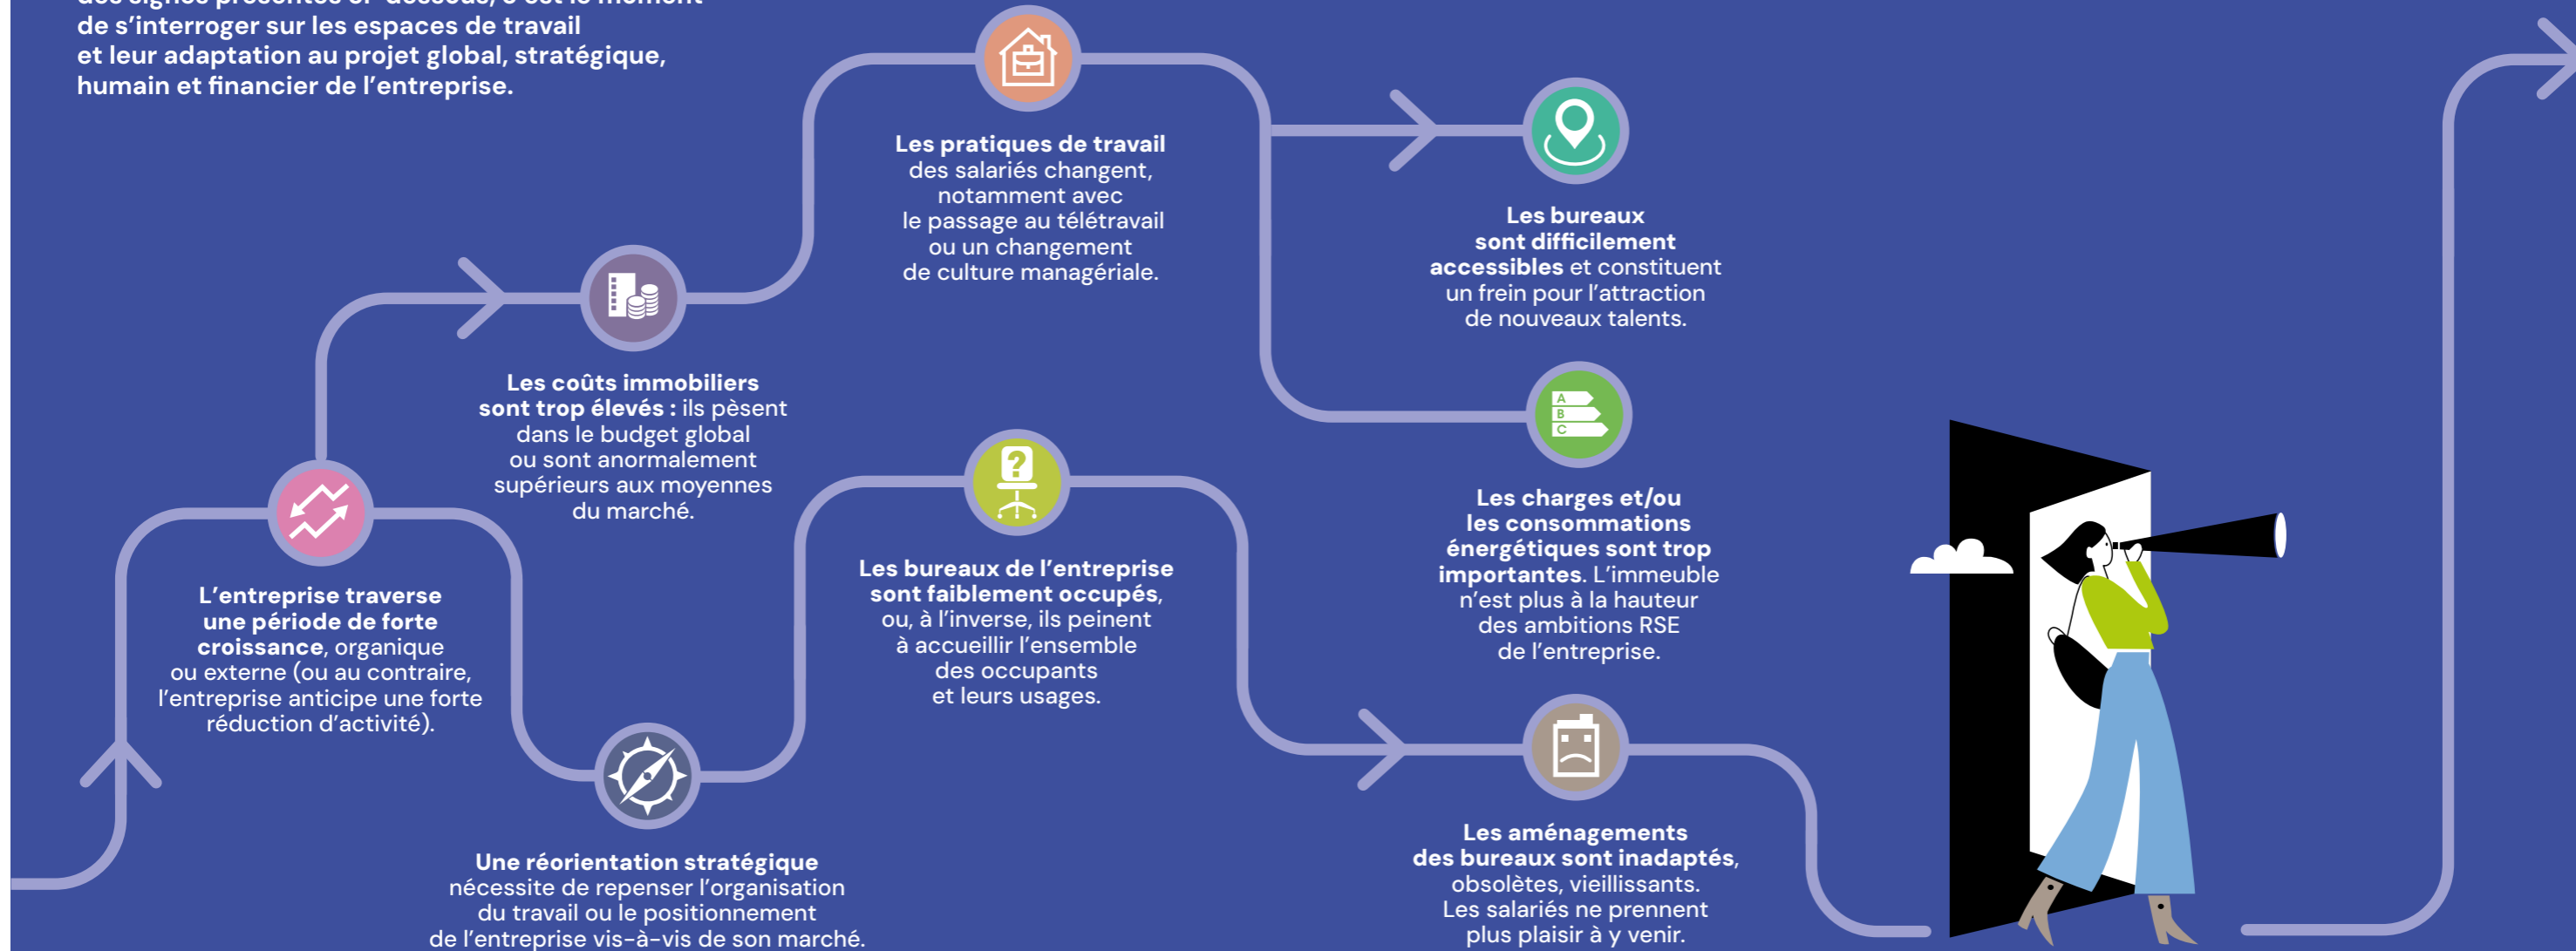 des signes présentés ci-dessous, c'est le moment
de s'interroger sur les espaces de travail
et leur adaptation au projet global, stratégique,
humain et financier de l'entreprise.
Les pratiques de travail
des salariés changent,
notamment avec
le passage au télétravail
ou un changement
de culture managériale.
Les bureaux
sont difficilement
accessibles et constituent
un frein pour l'attraction
de nouveaux talents.
Les coûts immobiliers
sont trop élevés : ils pèsent
dans le budget global
ou sont anormalement
supérieurs aux moyennes
du marché.
A
B
C
Les charges et/ou
les consommations
énergétiques sont trop
importantes. L'immeuble
n'est plus à la hauteur
des ambitions RSE
de l'entreprise.
?
Les bureaux de l'entreprise
sont faiblement occupés,
ou, à l'inverse, ils peinent
à accueillir l'ensemble
des occupants
et leurs usages.
L'entreprise traverse
une période de forte
croissance, organique
ou externe (ou au contraire,
l'entreprise anticipe une forte
réduction d'activité).
Une réorientation stratégique
nécessite de repenser l'organisation
du travail ou le positionnement
de l'entreprise vis-à-vis de son marché.
Les aménagements
des bureaux sont inadaptés,
obsolètes, vieillissants.
Les salariés ne prennent
plus plaisir à y venir.